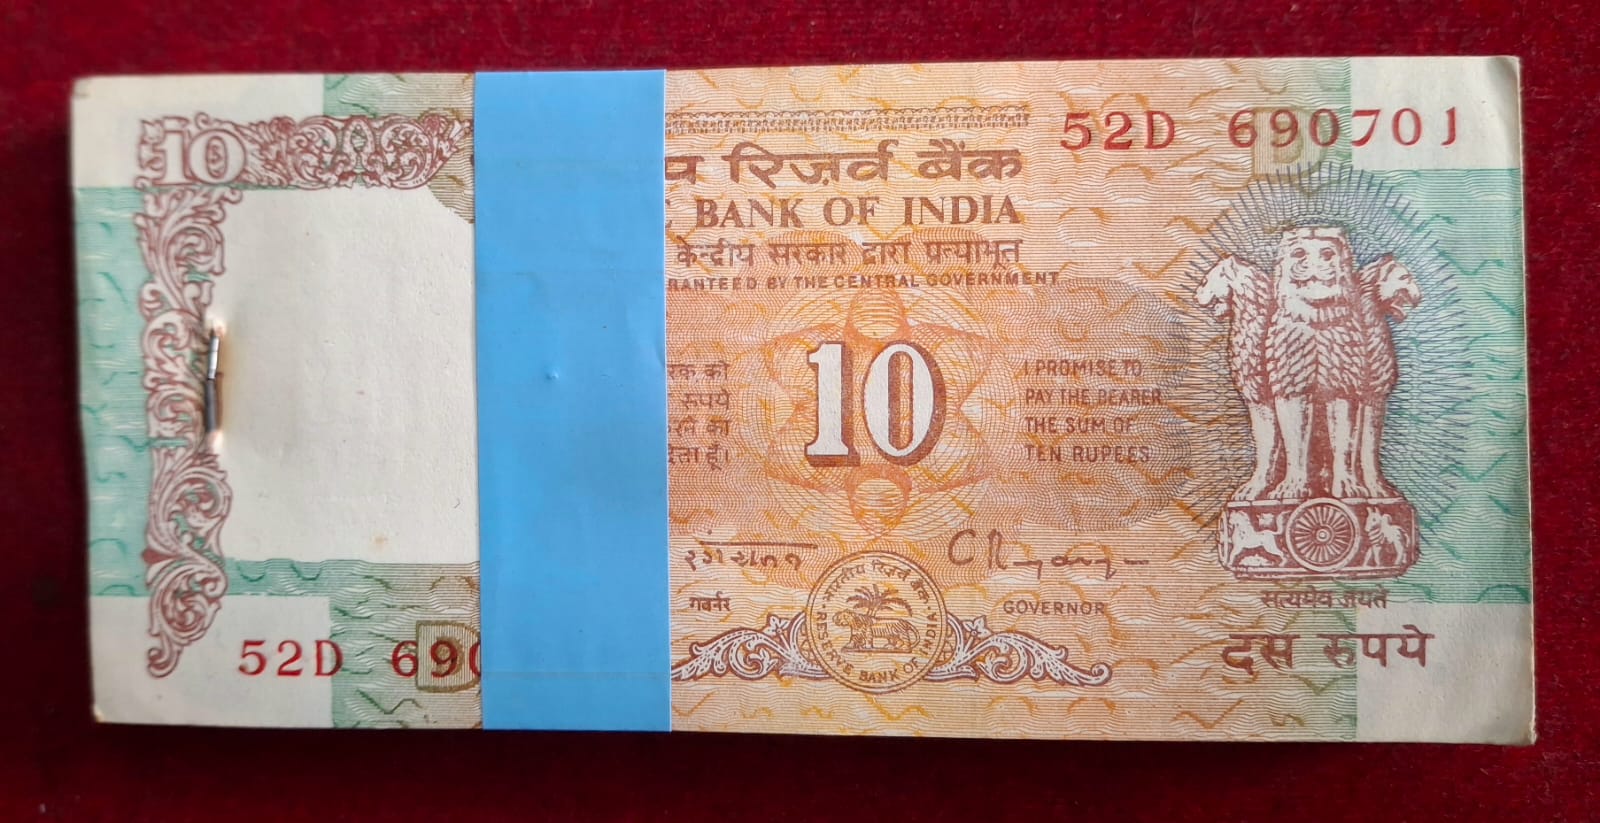 10
52D 690701
रिज़र्व बैंक
BANK OF INDIA
केन्द्रीय सरकार द्वारा प्रत्याभूत
RANTEED BY THE CENTRAL GOVERNMENT
को
रूपये
का
हूँ।
10
I PROMISE TO
PAY THE BEARER
THE SUM OF
TEN RUPEES
गवर्नर
GOVERNOR
भारतीय रिज़र्व बैंक
RESERVE BANK OF INDIA
सत्यमेव जयते
दस रूपये
52D 690